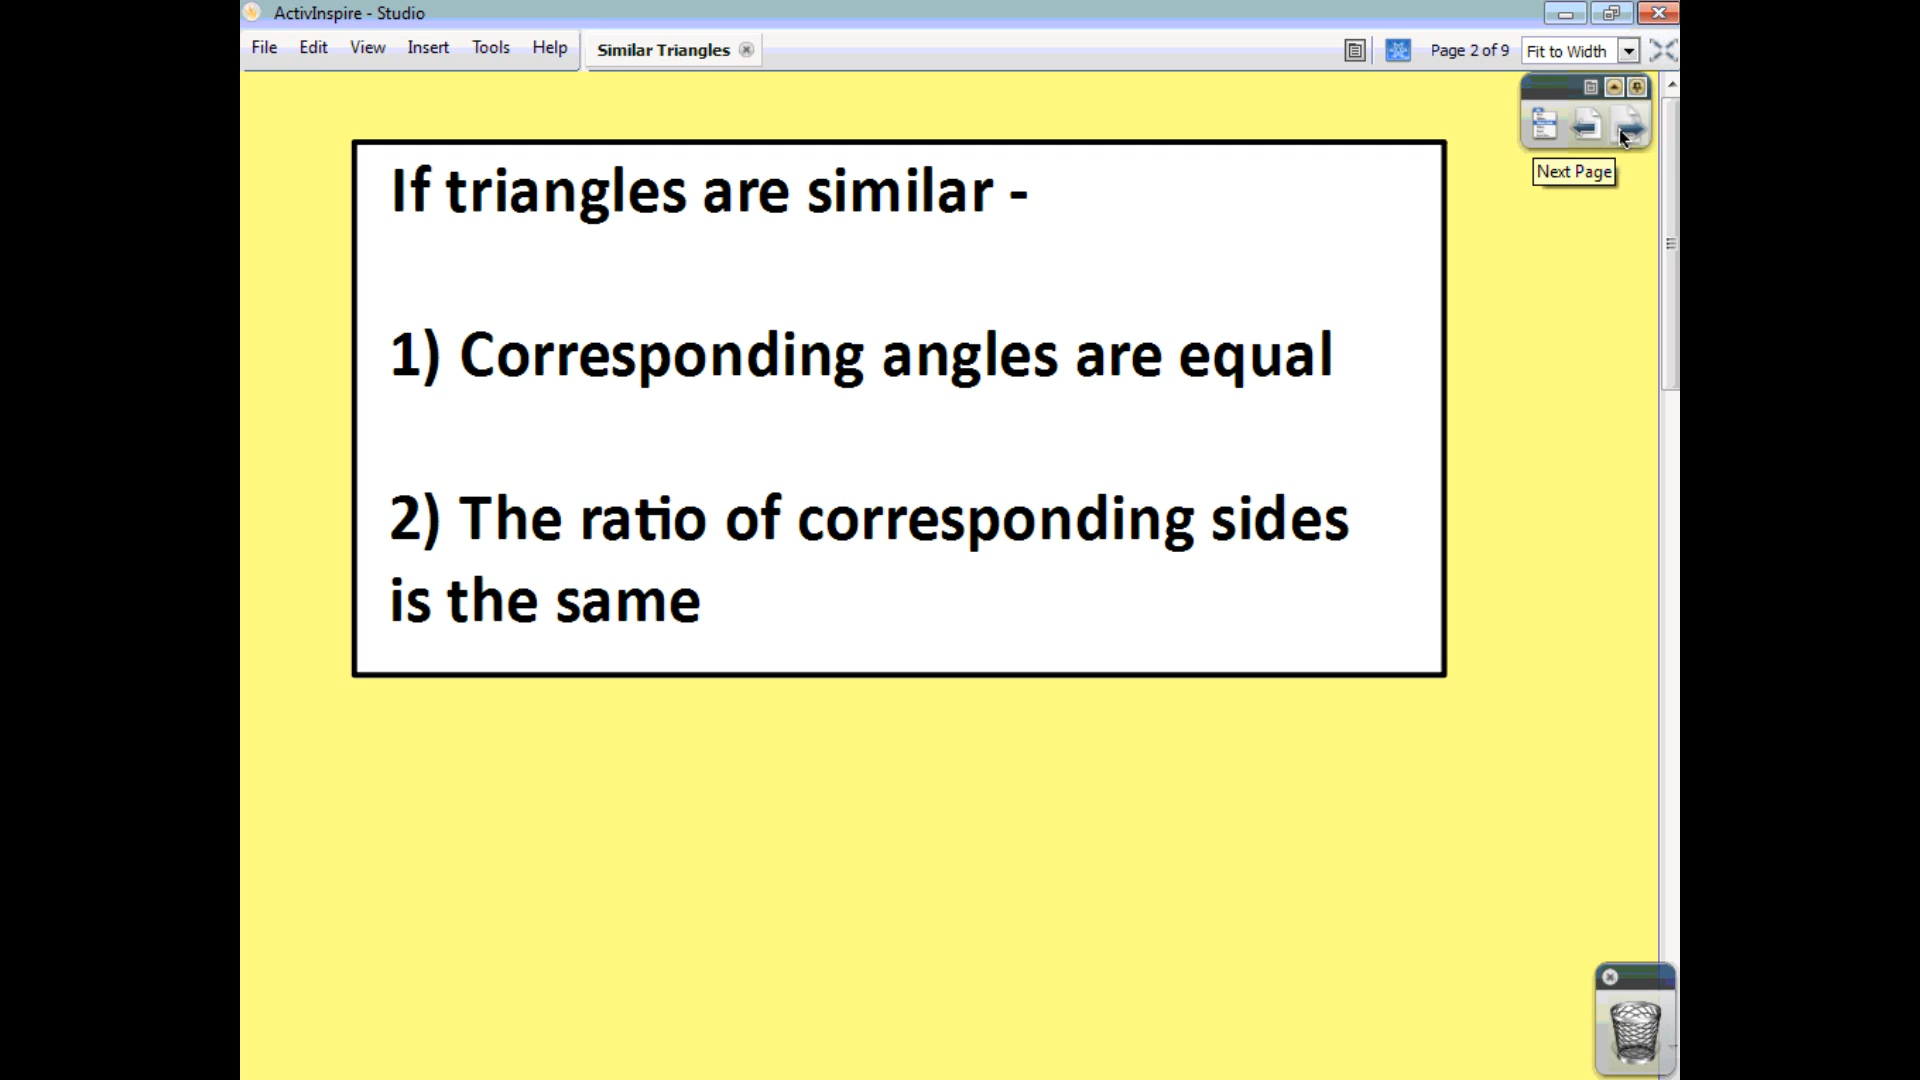 ActivInspire - Studio
File Edit View Insert Tools Help
Similar Triangles
Page 2 of 9
Fit to Width
Next Page
If triangles are similar -
1) Corresponding angles are equal
2) The ratio of corresponding sides
is the same